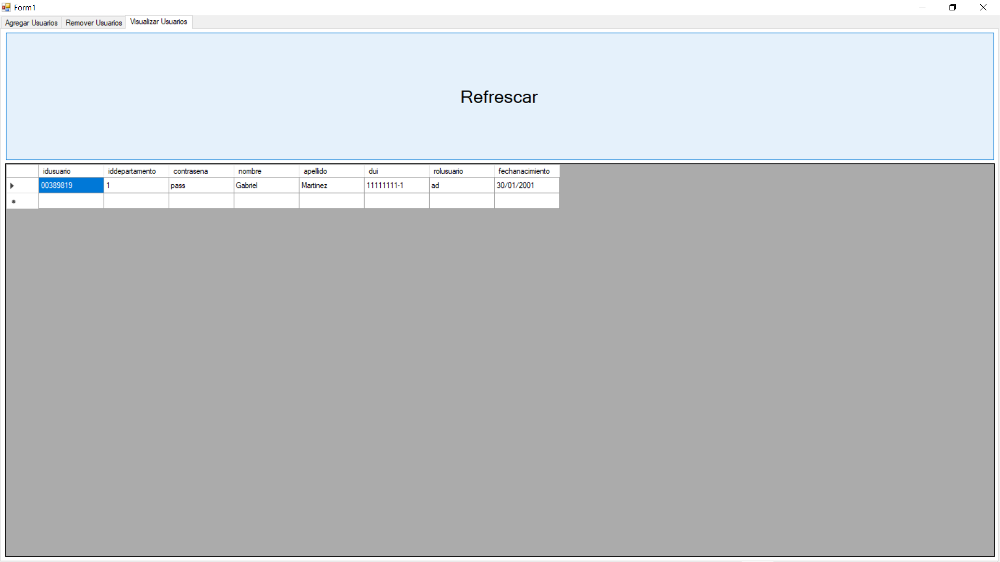 Form1
Agregar Usuarios Remover Usuarios Visualizar Usuarios
Refrescar
idusuario iddepartamento contrasena nombre apellido dui rolusuario fechanacimiento
00389819 1 pass Gabriel Martinez 11111111-1 ad 30/01/2001